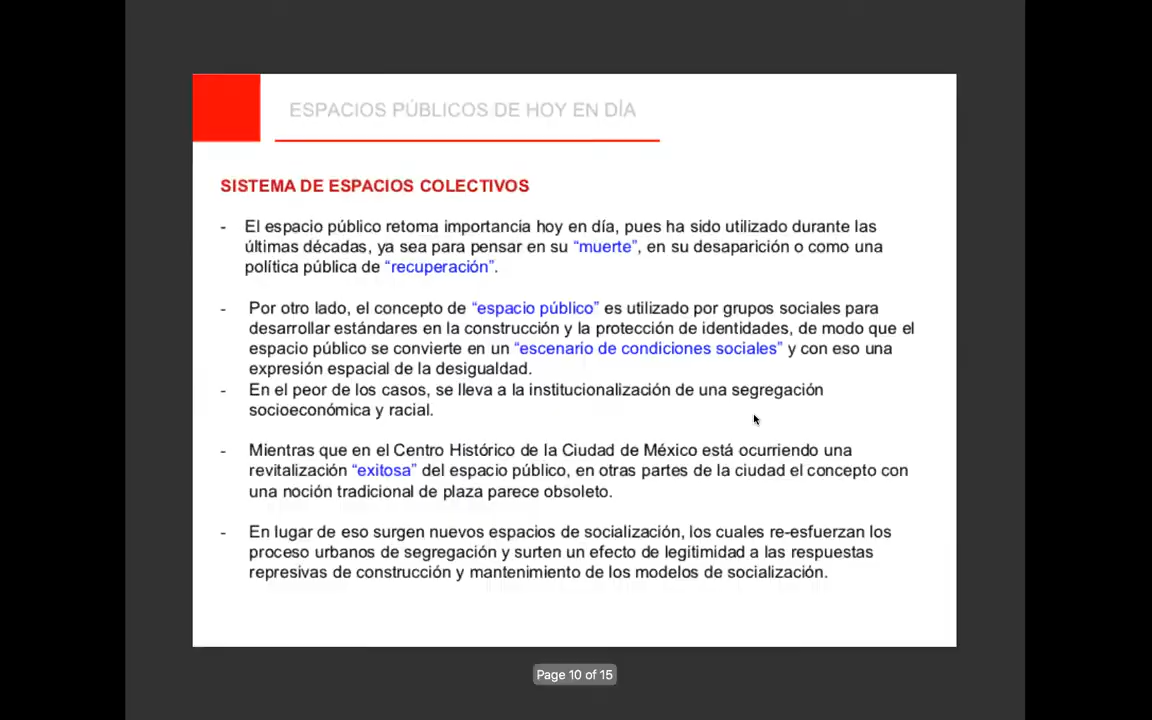 ESPACIOS PÚBLICOS DE HOY EN DÍA
SISTEMA DE ESPACIOS COLECTIVOS
- El espacio público retoma importancia hoy en día, pues ha sido utilizado durante las
últimas décadas, ya sea para pensar en su “muerte”, en su desaparición o como una
política pública de “recuperación”.
- Por otro lado, el concepto de “espacio público” es utilizado por grupos sociales para
desarrollar estándares en la construcción y la protección de identidades, de modo que el
espacio público se convierte en un “escenario de condiciones sociales” y con eso una
expresión espacial de la desigualdad.
- En el peor de los casos, se lleva a la institucionalización de una segregación
socioeconómica y racial.
- Mientras que en el Centro Histórico de la Ciudad de México está ocurriendo una
revitalización “exitosa” del espacio público, en otras partes de la ciudad el concepto con
una noción tradicional de plaza parece obsoleto.
- En lugar de eso surgen nuevos espacios de socialización, los cuales re-esfuerzan los
proceso urbanos de segregación y surten un efecto de legitimidad a las respuestas
represivas de construcción y mantenimiento de los modelos de socialización.
Page 10 of 15